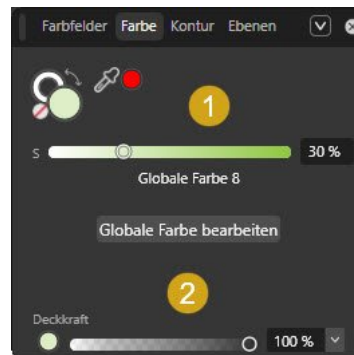 Farbfelder Farbe Kontur Ebenen
1
S 30 %
Globale Farbe 8
Globale Farbe bearbeiten
2
Deckkraft
100 %